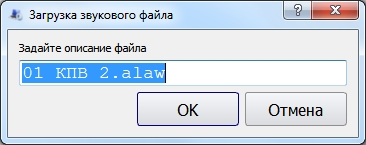 Загрузка звукового файла
Задайте описание файла
01 КПВ 2.alaw
OK
Отмена